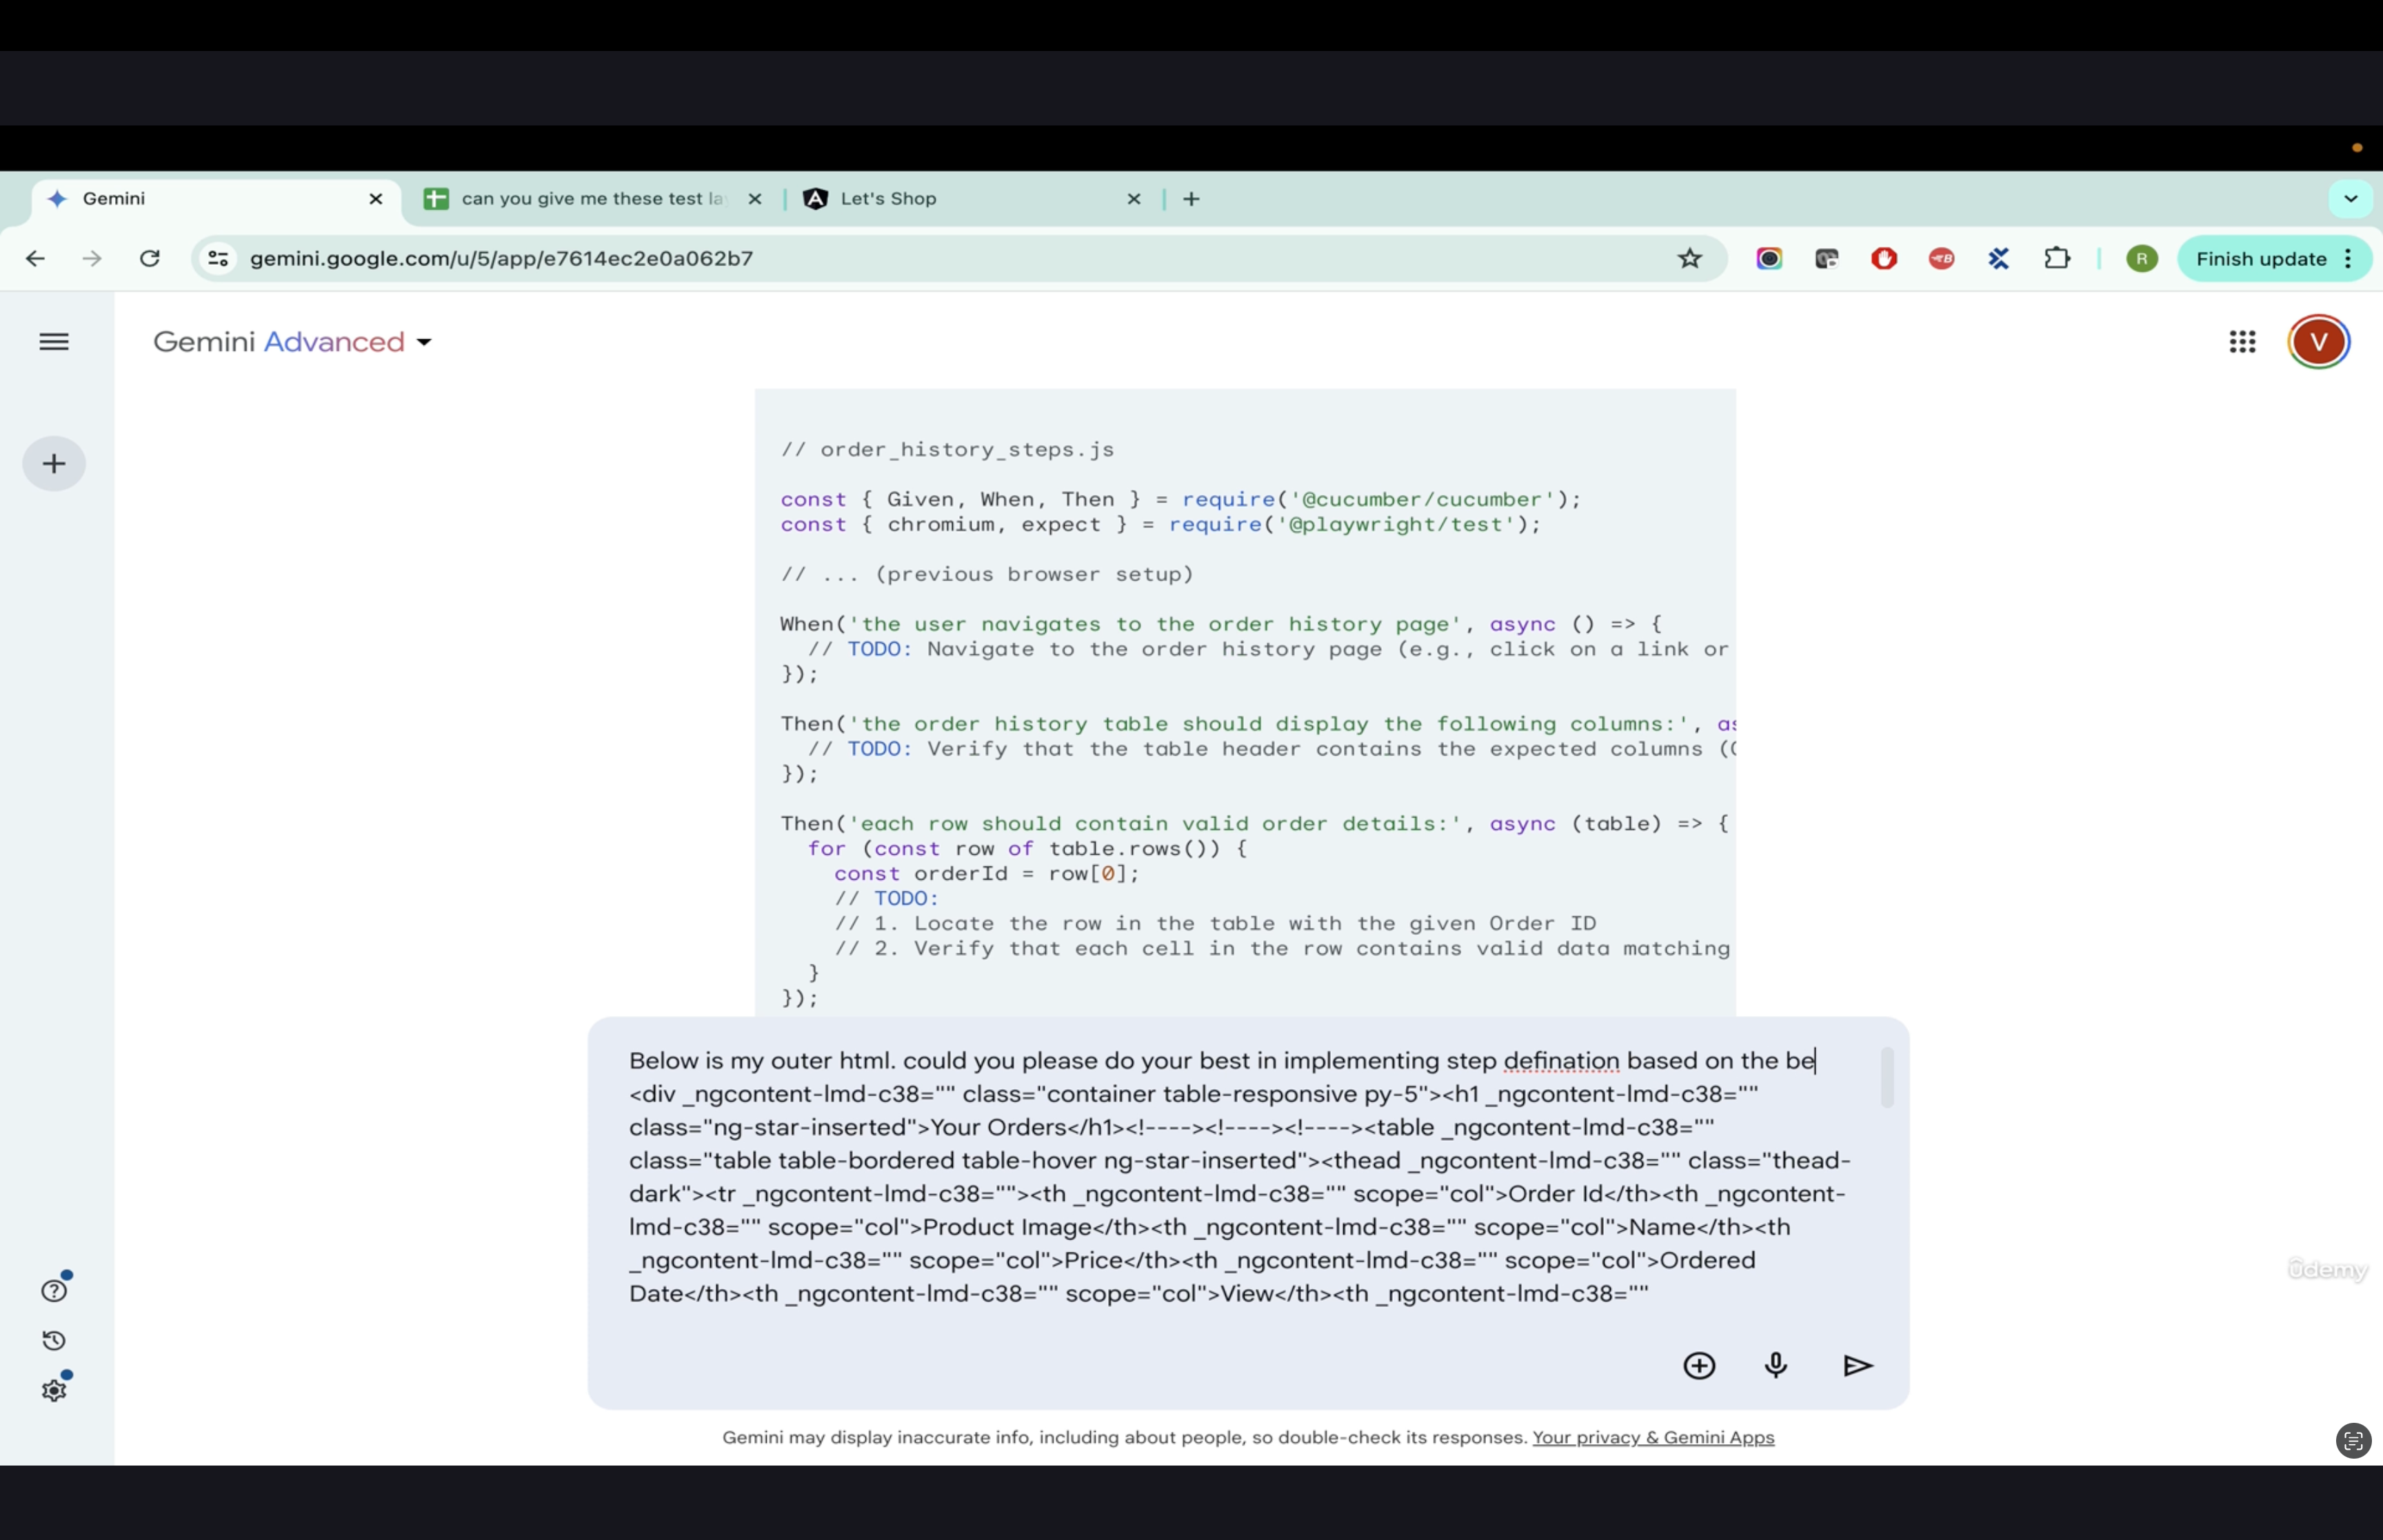 Gemini
can you give me these test la
Let's Shop
gemini.google.com/u/5/app/e7614ec2e0a062b7
R
Finish update
Gemini Advanced
V
// order_history_steps.js
const { Given, When, Then } = require('@cucumber/cucumber');
const { chromium, expect } = require('@playwright/test');
// ... (previous browser setup)
When('the user navigates to the order history page', async () => {
// TODO: Navigate to the order history page (e.g., click on a link or
});
Then('the order history table should display the following columns:', as
// TODO: Verify that the table header contains the expected columns (
});
Then('each row should contain valid order details:', async (table) => {
for (const row of table.rows()) {
const orderId = row[0];
// TODO:
// 1. Locate the row in the table with the given Order ID
// 2. Verify that each cell in the row contains valid data matching
}
});
Below is my outer html. could you please do your best in implementing step defination based on the be
<div _ngcontent-lmd-c38="" class="container table-responsive py-5"><h1 _ngcontent-lmd-c38=""
class="ng-star-inserted">Your Orders</h1><!----><!----><!----><table _ngcontent-lmd-c38=""
class="table table-bordered table-hover ng-star-inserted"><thead _ngcontent-lmd-c38="" class="thead-
dark"><tr _ngcontent-lmd-c38=""><th _ngcontent-lmd-c38="" scope="col">Order Id</th><th _ngcontent-
lmd-c38="" scope="col">Product Image</th><th _ngcontent-lmd-c38="" scope="col">Name</th><th
_ngcontent-lmd-c38="" scope="col">Price</th><th _ngcontent-lmd-c38="" scope="col">Ordered
Date</th><th _ngcontent-lmd-c38="" scope="col">View</th><th _ngcontent-lmd-c38=""
ûdemy
Gemini may display inaccurate info, including about people, so double-check its responses. Your privacy & Gemini Apps